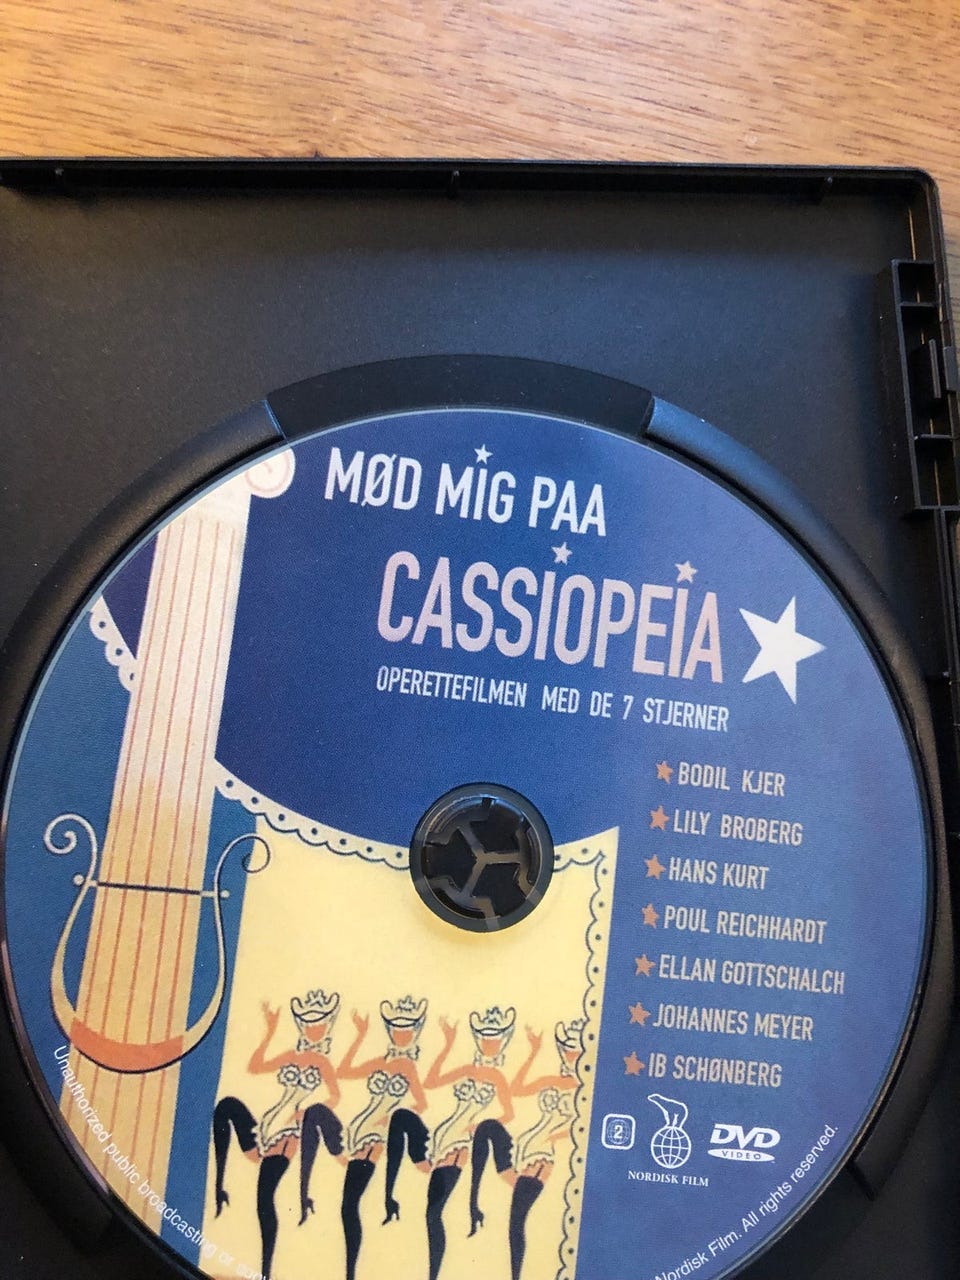 MØD MIG PAA
CASSIOPEIA
OPERETTEFILMEN MED DE 7 STJERNER
BODIL KJER
LILY BROBERG
HANS KURT
POUL REICHHARDT
ELLAN GOTTSCHALCH
JOHANNES MEYER
IB SCHØNBERG
2
NORDISK FILM
DVD
VIDEO
Unauthorized public broadcasting or
Nordisk Film. All rights reserved.